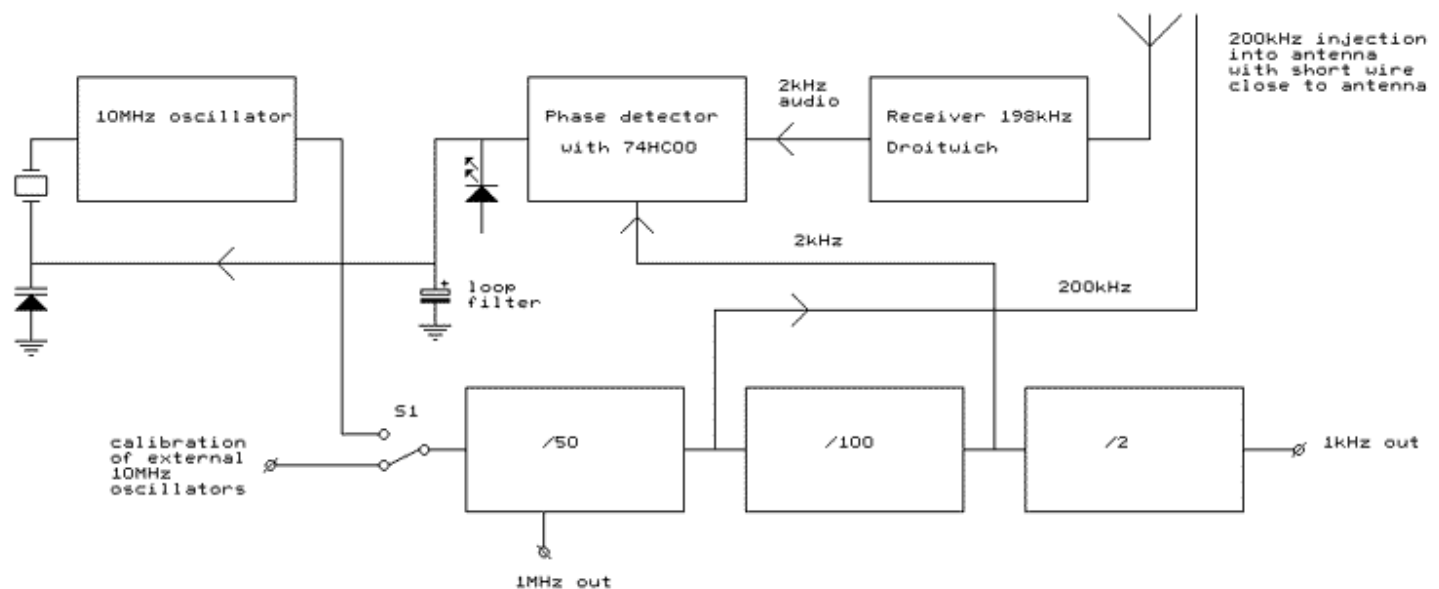 10MHz oscillator
Phase detector
with 74HC00
2kHz
audio
Receiver 198kHz
Droitwich
200kHz injection
into antenna
with short wire
close to antenna
2kHz
200kHz
+
loop
filter
S1
calibration
of external
10MHz
oscillators
/50
/100
/2
1kHz out
1MHz out